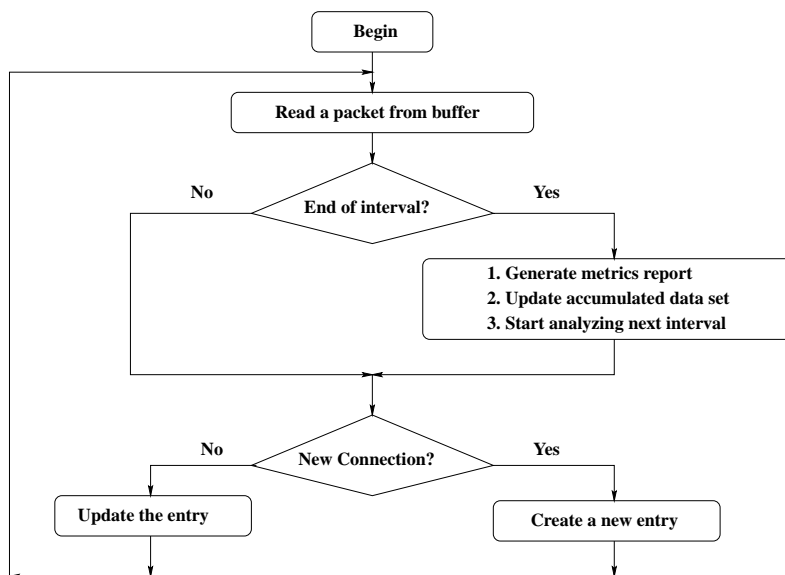 Begin
Read a packet from buffer
No
Yes
End of interval?
1. Generate metrics report
2. Update accumulated data set
3. Start analyzing next interval
No
Yes
New Connection?
Update the entry
Create a new entry